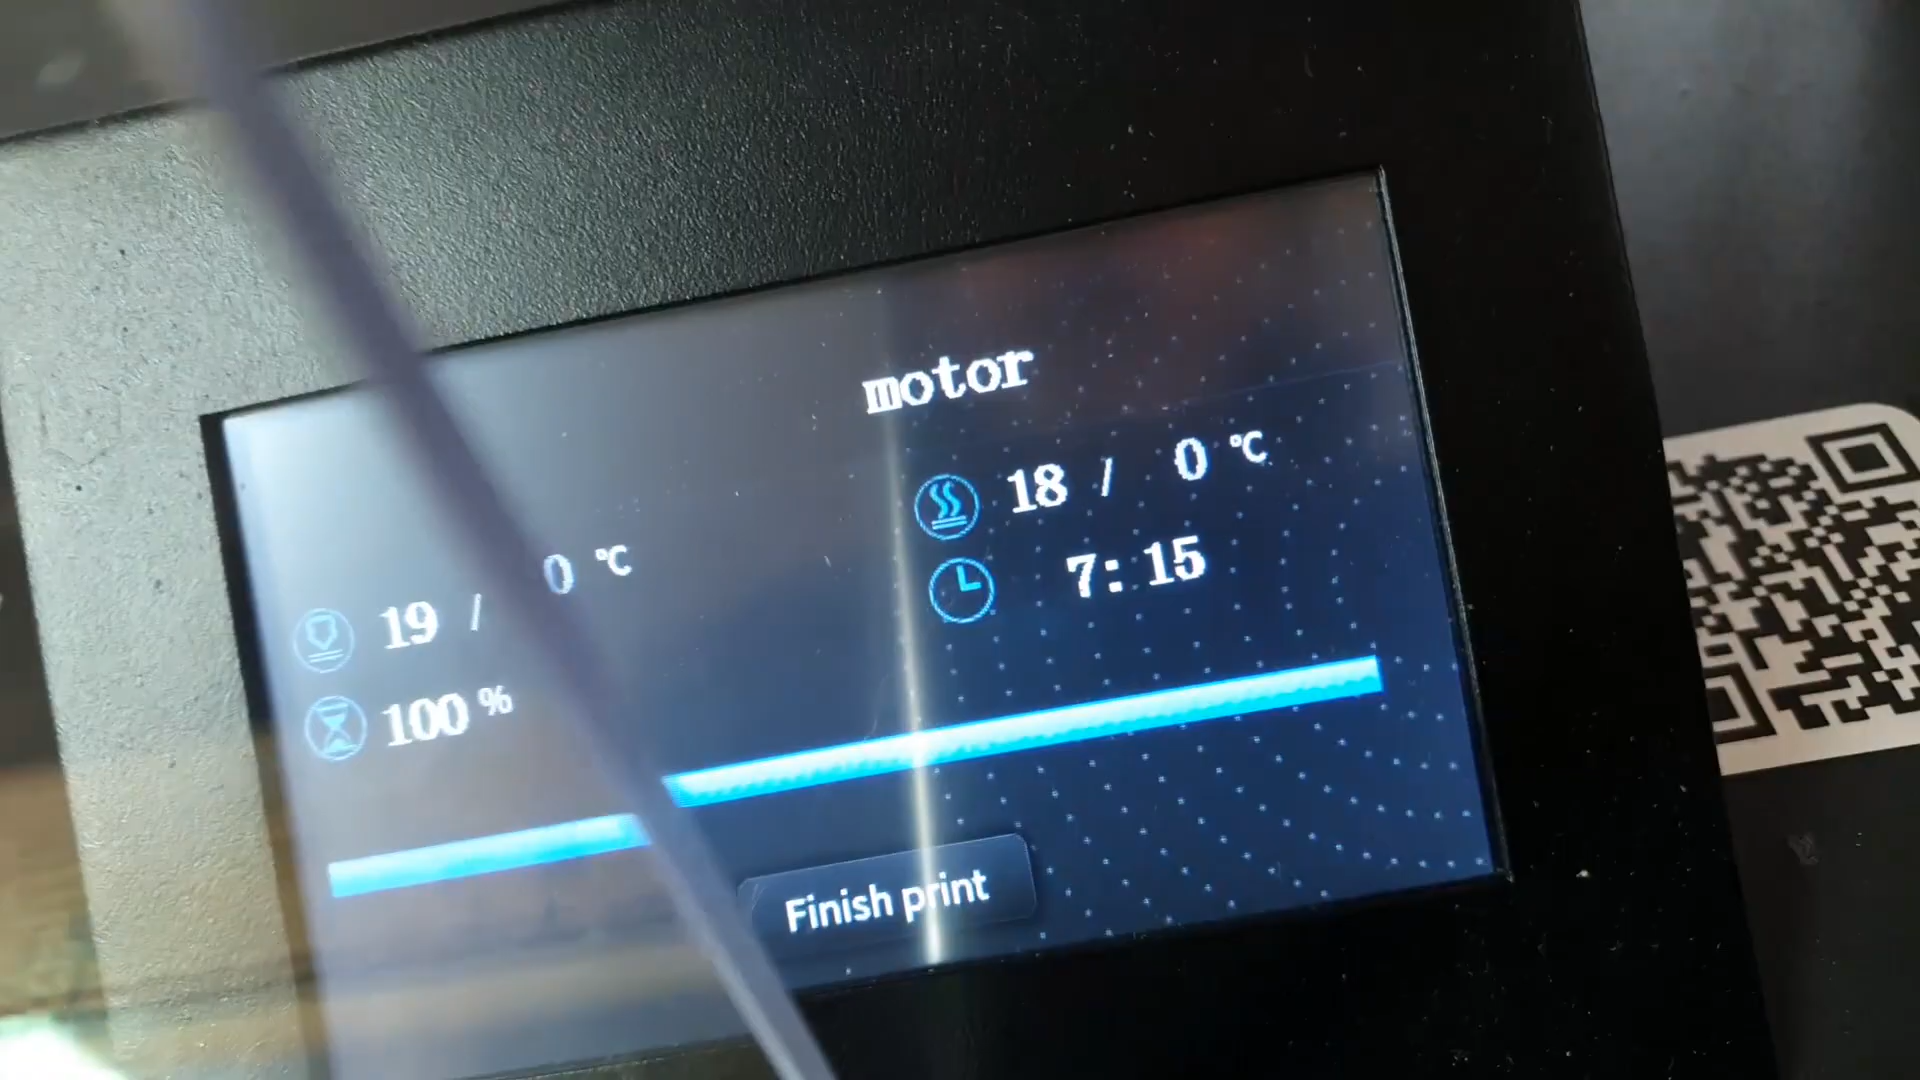 motor
19 / 0 ℃
18 / 0 ℃
100 %
7: 15
Finish print